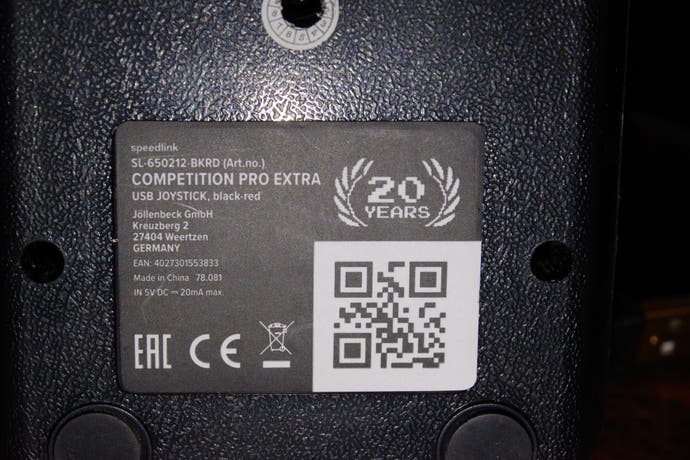 speedlink
SL-650212-BKRD (Art.no.)
COMPETITION PRO EXTRA
USB JOYSTICK, black-red
Jöllenbeck GmbH
Kreuzberg 2
27404 Weertzen
GERMANY
EAN: 4027301553833
Made in China 78.081
IN 5V DC ⎓ 20mA max.
20
YEARS
EAC CE